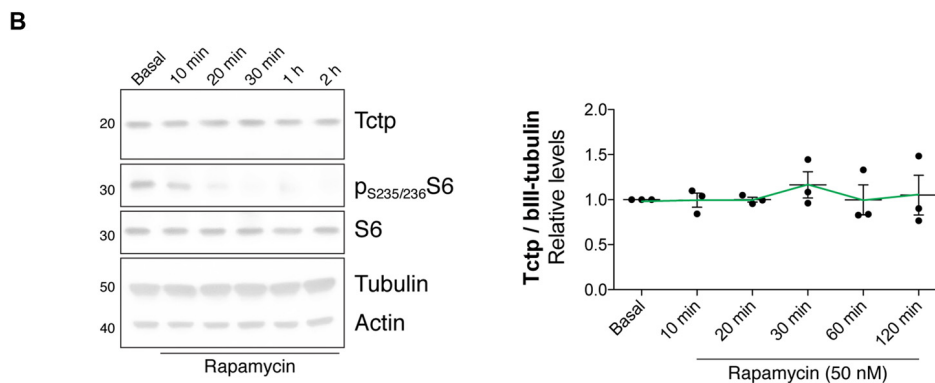 B
Basal 10 min 20 min 30 min 1 h 2 h
20 Tctp
30 pS235/236S6
30 S6
50 Tubulin
40 Actin
Rapamycin
Tctp / bIII-tubulin
Relative levels
2.0
1.5
1.0
0.5
0.0
Basal 10 min 20 min 30 min 60 min 120 min
Rapamycin (50 nM)